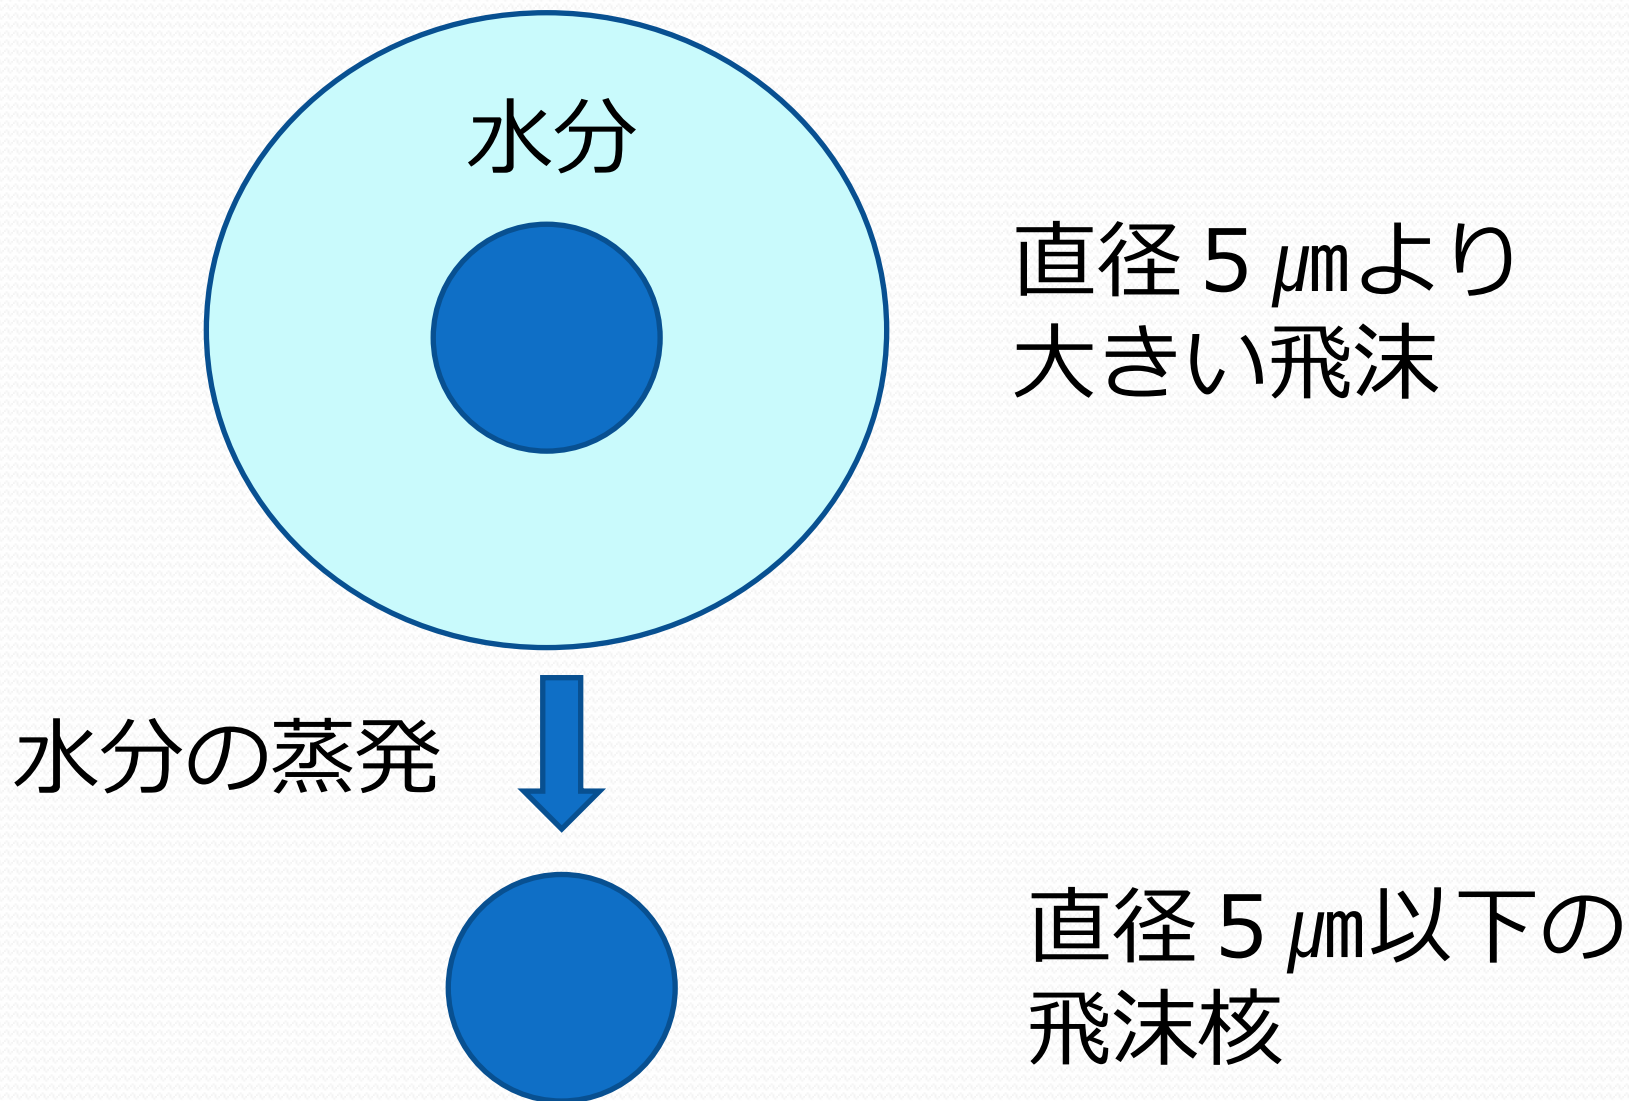 水分
直径５㎛より
大きい飛沫
水分の蒸発
直径５㎛以下の
飛沫核